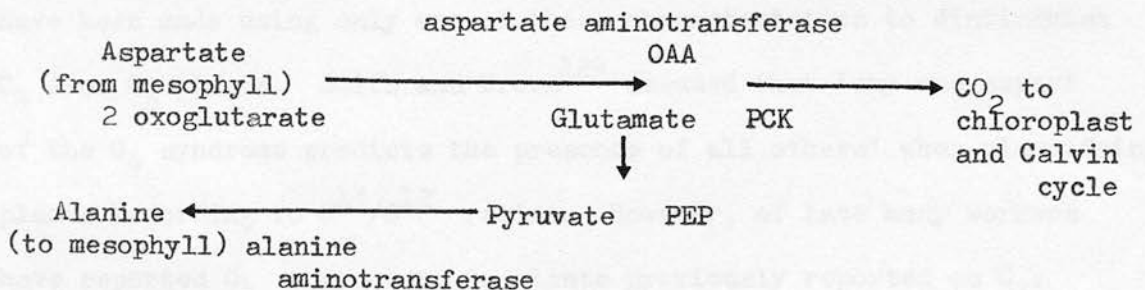 aspartate aminotransferase
Aspartate OAA
(from mesophyll) CO2 to
2 oxoglutarate Glutamate PCK chloroplast
and Calvin
cycle
Alanine Pyruvate PEP
(to mesophyll) alanine
aminotransferase